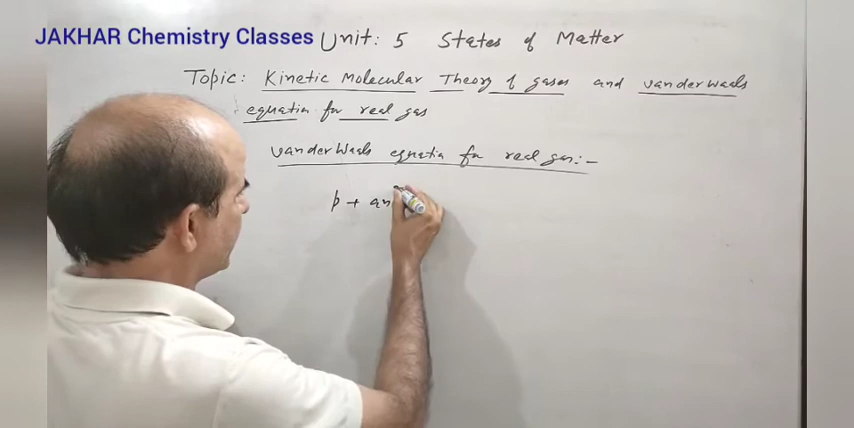 JAKHAR Chemistry Classes Unit: 5 States of Matter
Topic: Kinetic Molecular Theory of gases and vanderwaals
equation for real gas
vanderWaals equation for real gas:-
p + an